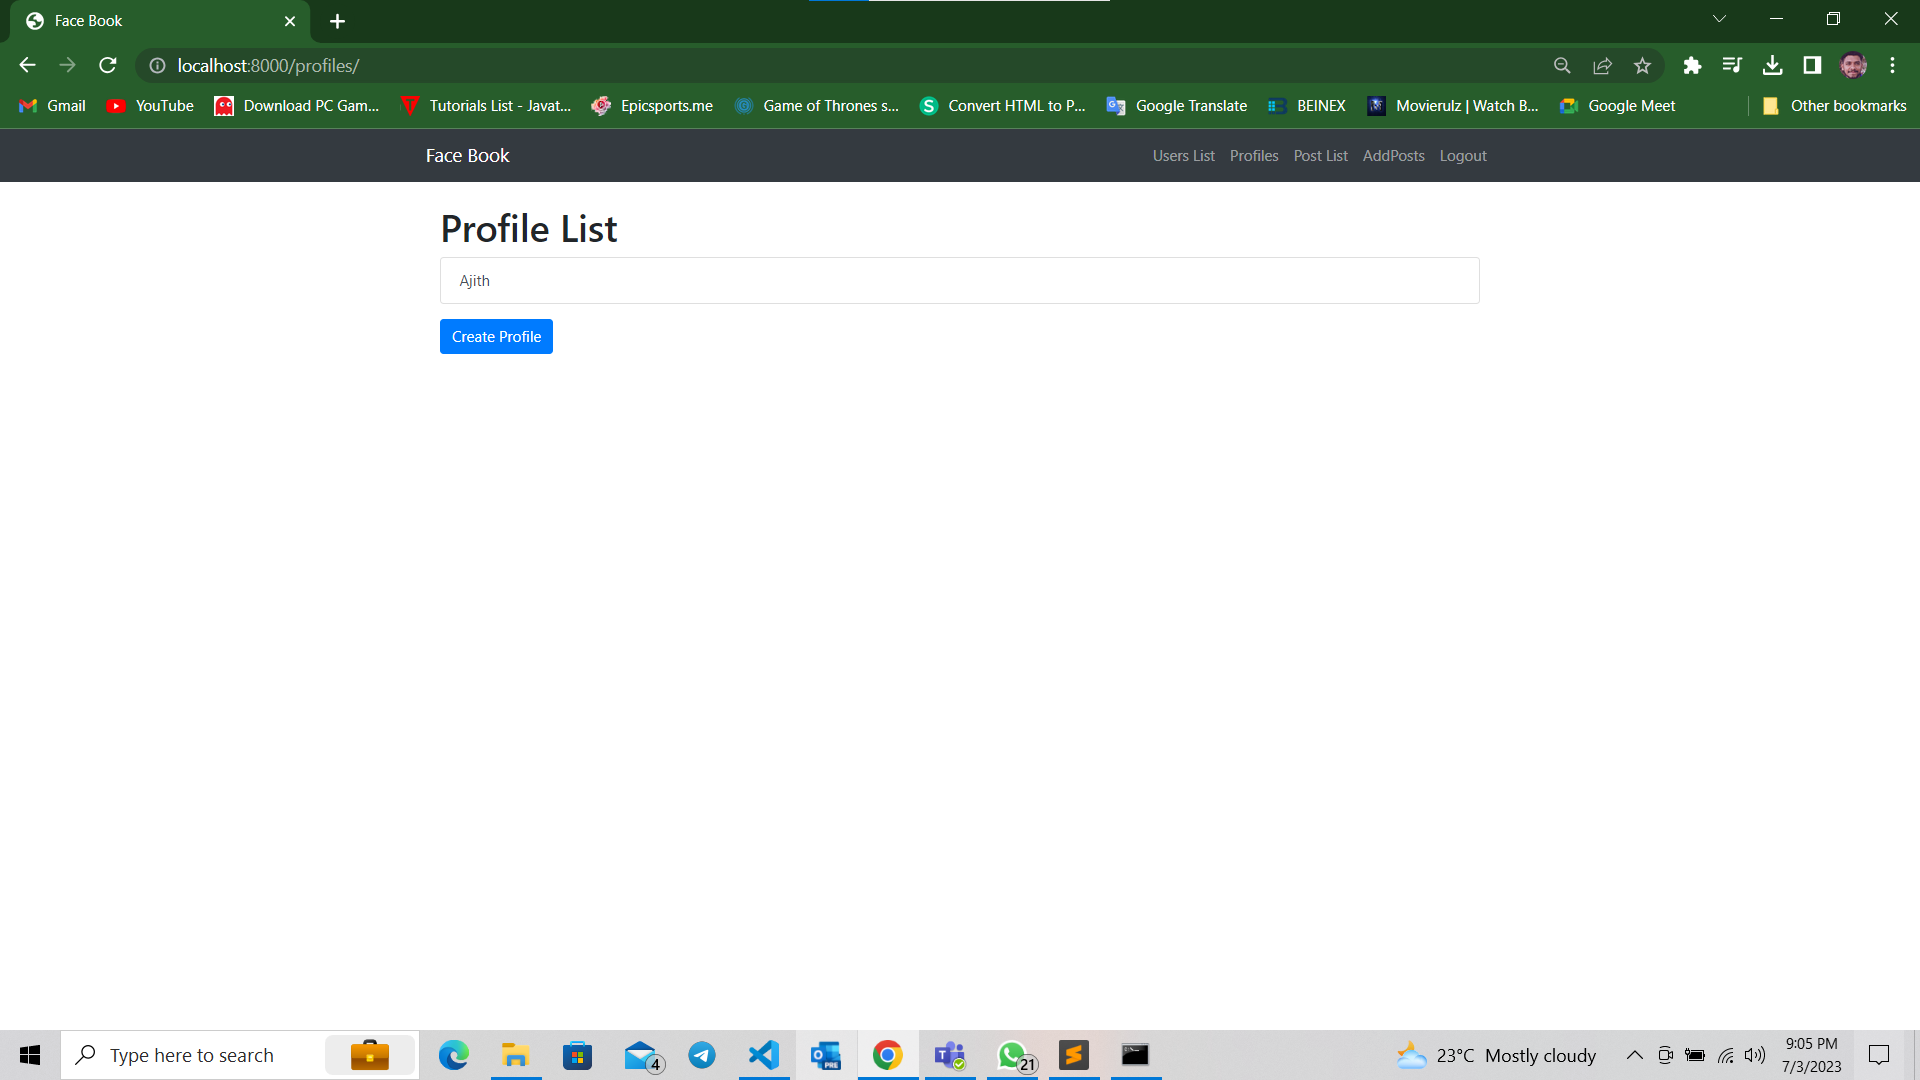 Face Book
localhost:8000/profiles/
Gmail YouTube Download PC Gam... Tutorials List - Javat... Epicsports.me Game of Thrones s... Convert HTML to P... Google Translate BEINEX Movierulz | Watch B... Google Meet Other bookmarks
Face Book Users List Profiles Post List AddPosts Logout
Profile List
Ajith
Create Profile
Type here to search 4 PRE 21 23°C Mostly cloudy 9:05 PM
7/3/2023